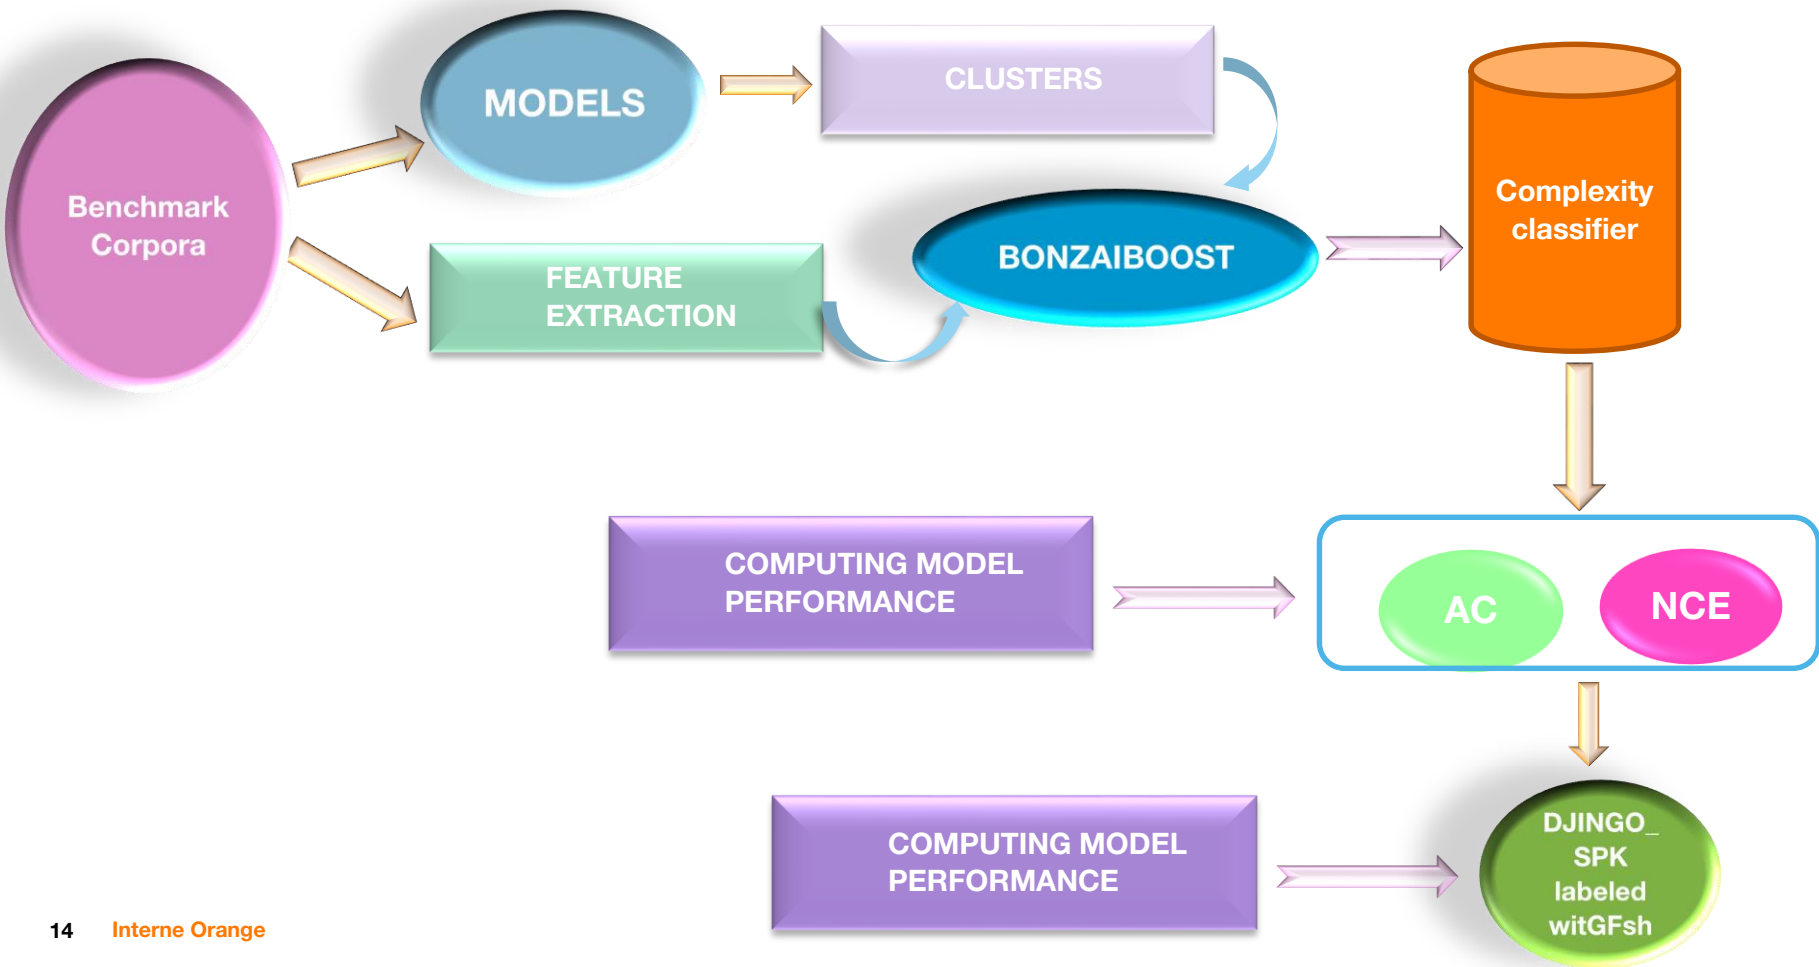 MODELS
CLUSTERS
Benchmark
Corpora
FEATURE
EXTRACTION
BONZAIBOOST
Complexity
classifier
COMPUTING MODEL
PERFORMANCE
AC
NCE
COMPUTING MODEL
PERFORMANCE
DJINGO_
SPK
labeled
witGFsh
14 Interne Orange